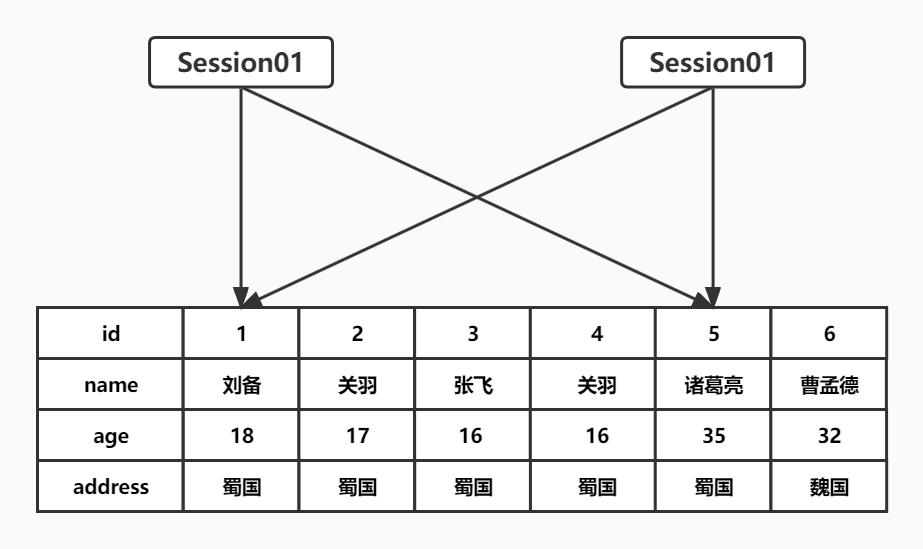 Session01 Session01
id 1 2 3 4 5 6
name 刘备 关羽 张飞 关羽 诸葛亮 曹孟德
age 18 17 16 16 35 32
address 蜀国 蜀国 蜀国 蜀国 蜀国 魏国